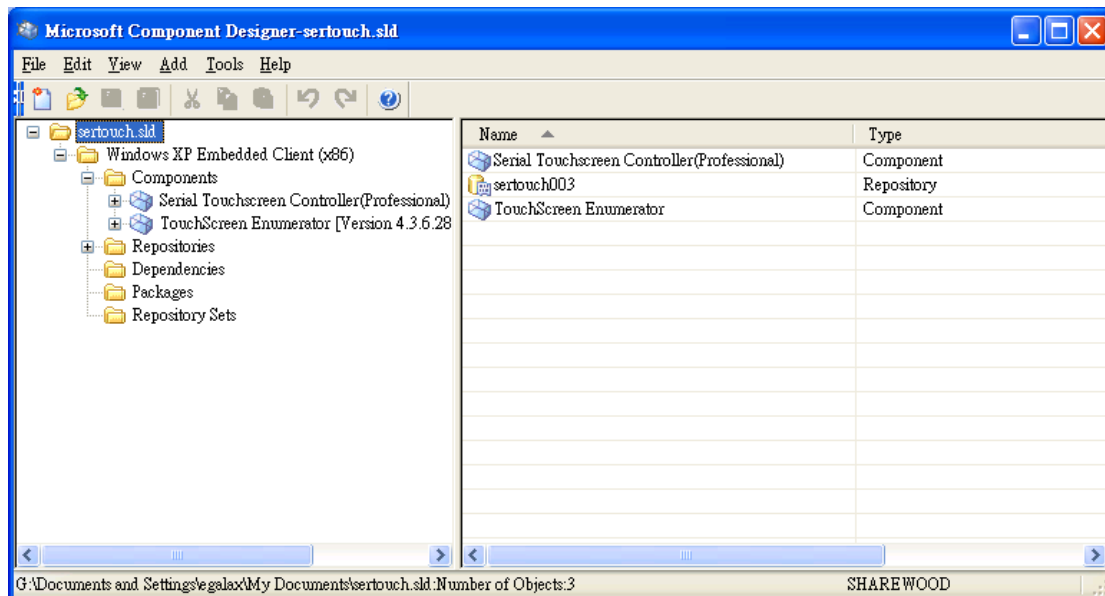 Microsoft Component Designer-sertouch.sld
File Edit View Add Tools Help
sertouch.sld
Windows XP Embedded Client (x86)
Components
Serial Touchscreen Controller(Professional)
TouchScreen Enumerator [Version 4.3.6.28
Repositories
Dependencies
Packages
Repository Sets
Name Type
Serial Touchscreen Controller(Professional) Component
sertouch003 Repository
TouchScreen Enumerator Component
G:\Documents and Settings\egalax\My Documents\sertouch.sld:Number of Objects:3 SHAREWOOD